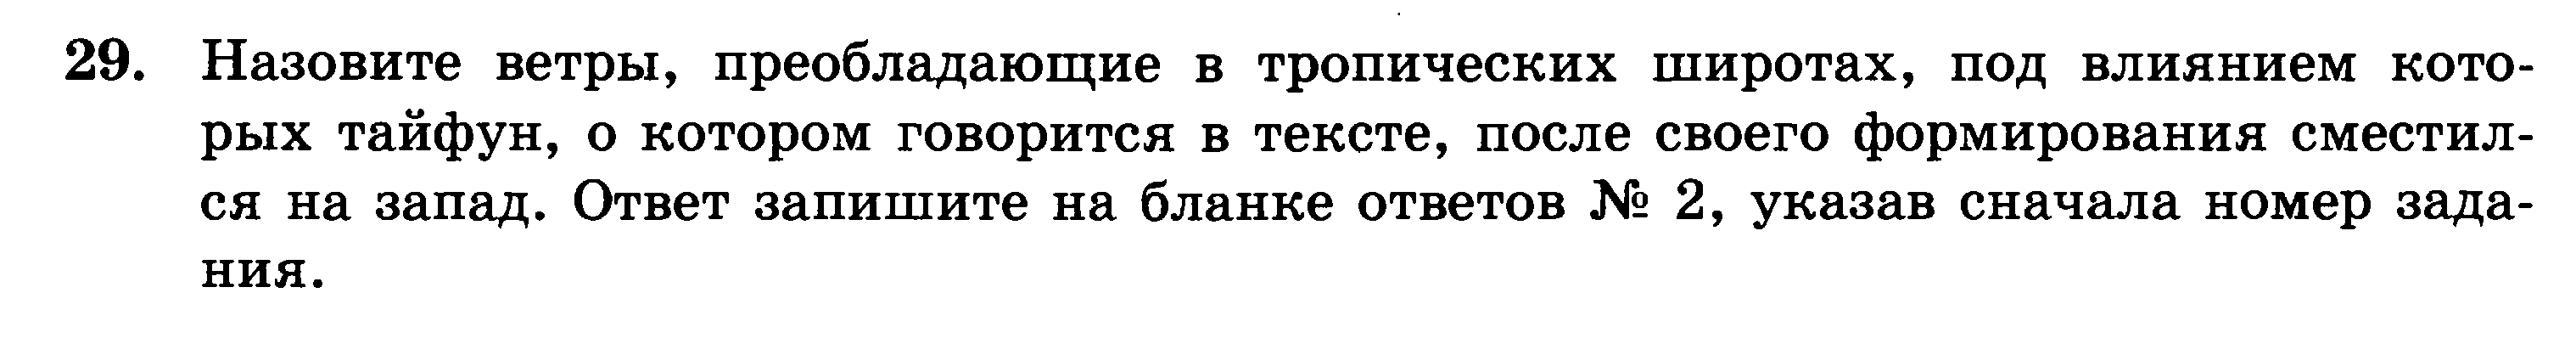 29. Назовите ветры, преобладающие в тропических широтах, под влиянием кото-
рых тайфун, о котором говорится в тексте, после своего формирования сместил-
ся на запад. Ответ запишите на бланке ответов № 2, указав сначала номер зада-
ния.